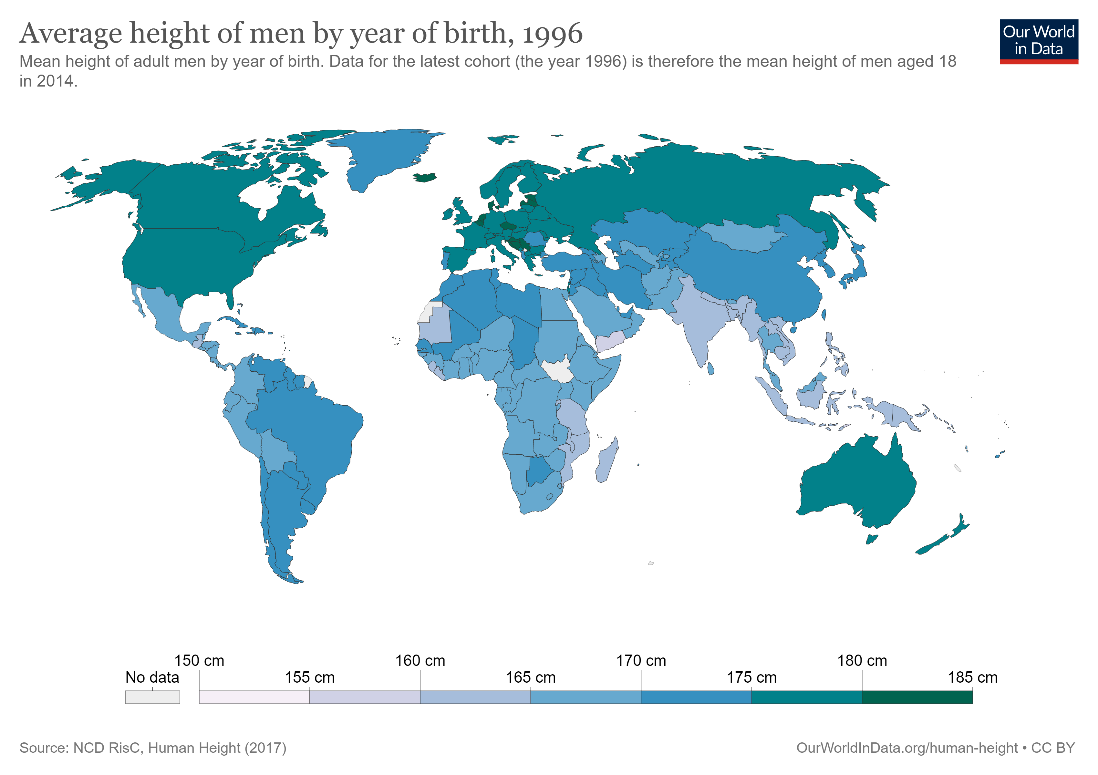 Average height of men by year of birth, 1996
Our World
in Data
Mean height of adult men by year of birth. Data for the latest cohort (the year 1996) is therefore the mean height of men aged 18
in 2014.
150 cm
160 cm
170 cm
180 cm
No data
155 cm
165 cm
175 cm
185 cm
Source: NCD RisC, Human Height (2017)
OurWorldInData.org/human-height • CC BY